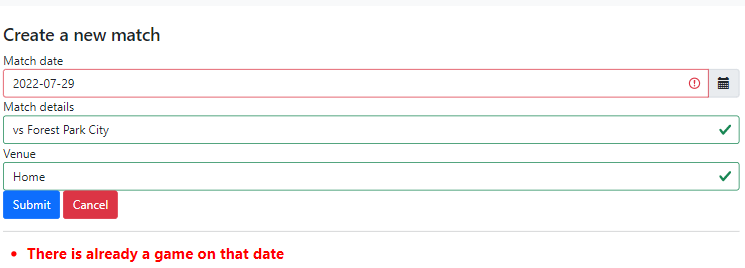 Create a new match
Match date
2022-07-29
Match details
vs Forest Park City
Venue
Home
Submit Cancel
There is already a game on that date